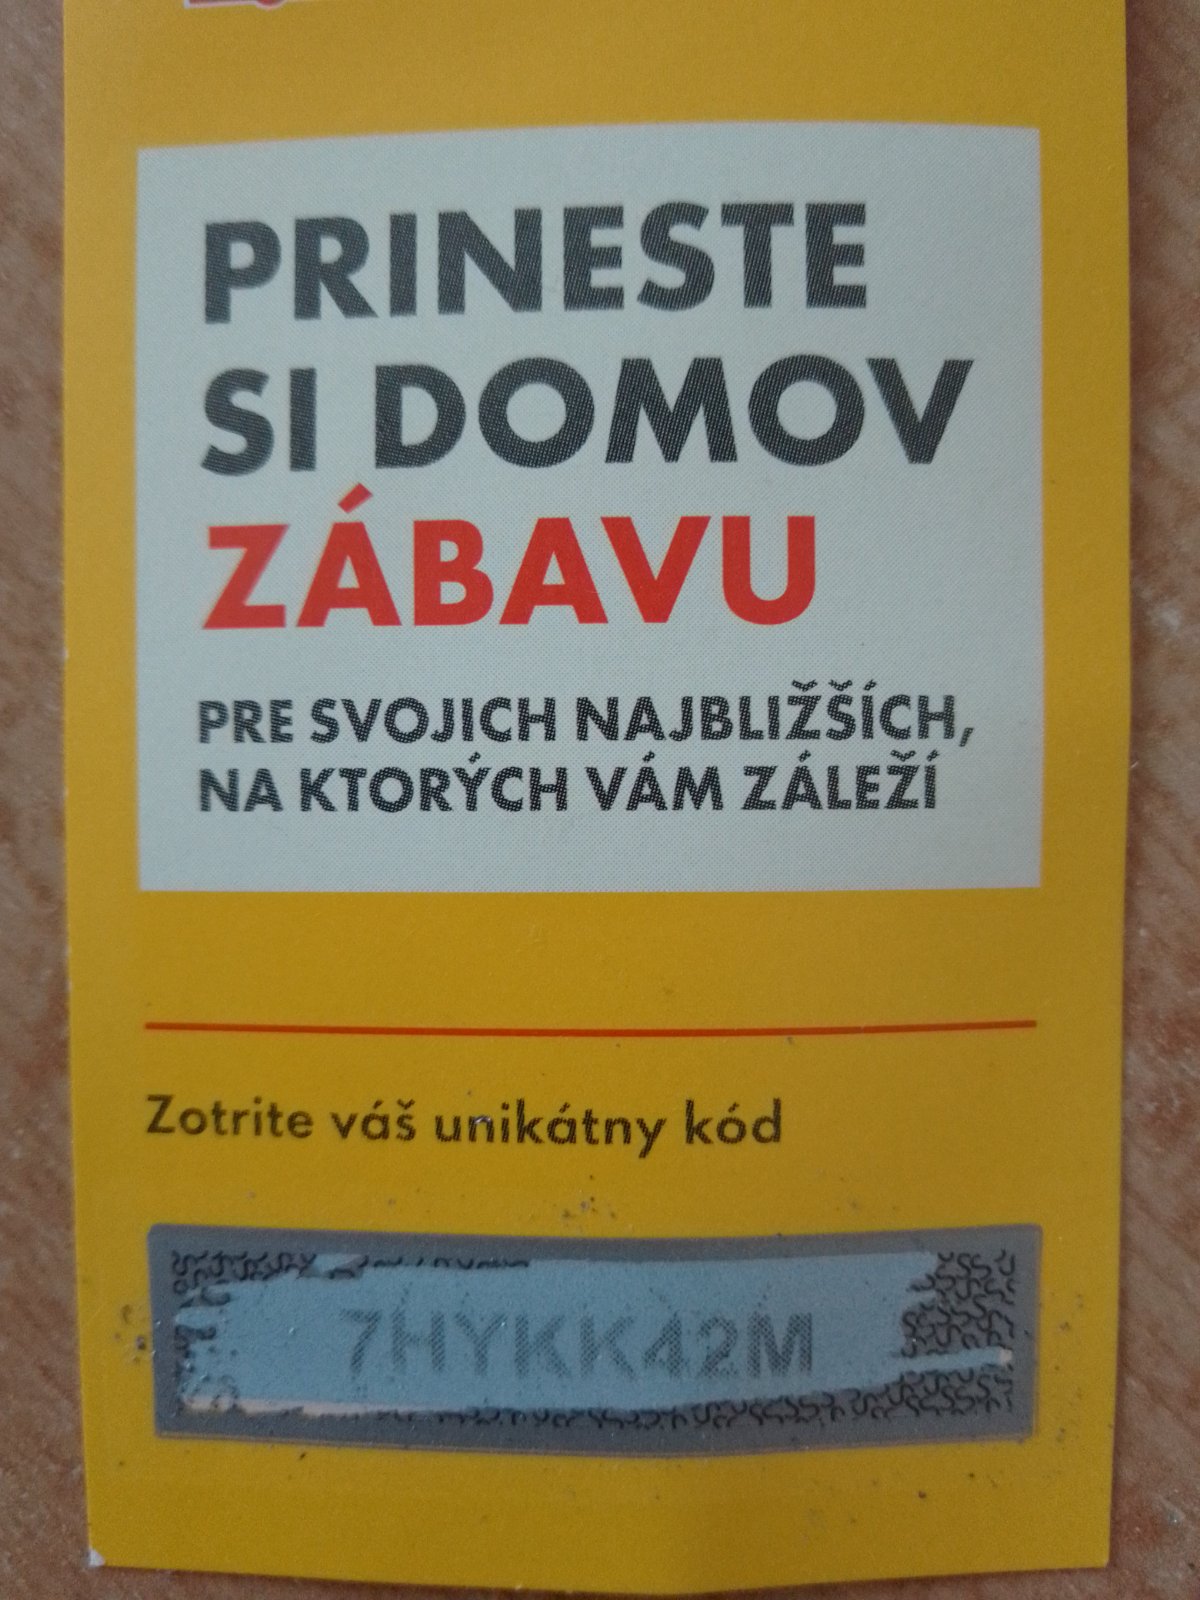 PRINESTE
SI DOMOV
ZÁBAVU
PRE SVOJICH NAJBLIŽŠÍCH,
NA KTORÝCH VÁM ZÁLEŽÍ
Zotrite váš unikátny kód
7HYKK42M